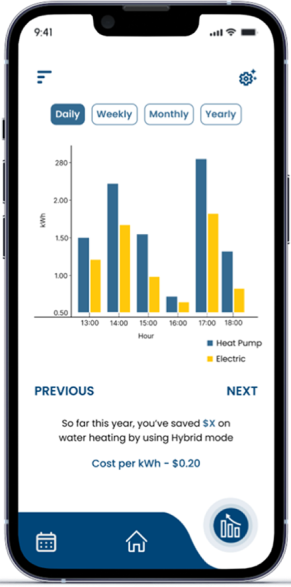 9:41
Daily Weekly Monthly Yearly
280
2.00
1.50
1.00
0.50
kWh
13:00 14:00 15:00 16:00 17:00 18:00
Hour
Heat Pump
Electric
PREVIOUS NEXT
So far this year, you've saved $X on
water heating by using Hybrid mode
Cost per kWh - $0.20